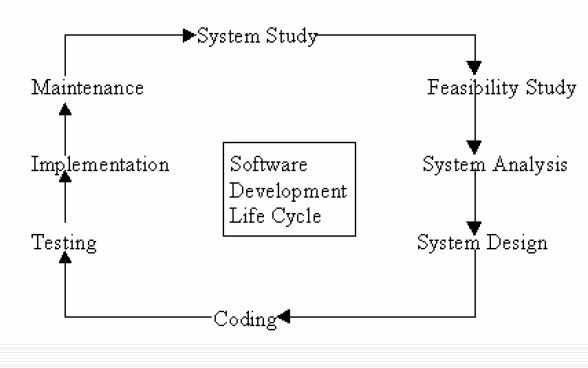 System Study
Maintenance
Feasibility Study
Implementation
Software
Development
Life Cycle
System Analysis
Testing
System Design
Coding